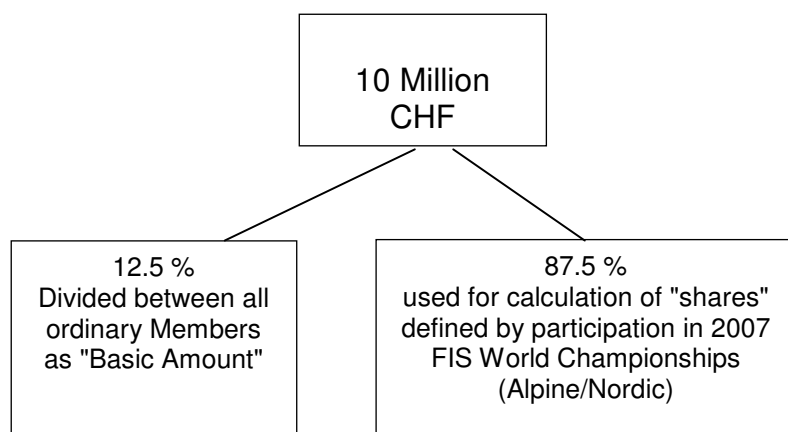 10 Million
CHF
12.5 %
Divided between all
ordinary Members
as "Basic Amount"
87.5 %
used for calculation of "shares"
defined by participation in 2007
FIS World Championships
(Alpine/Nordic)